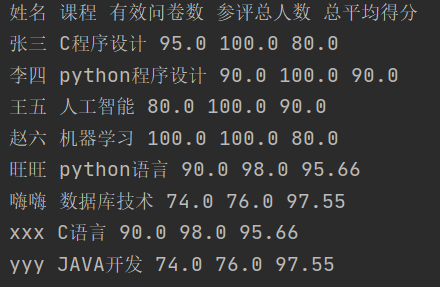 姓名 课程 有效问卷数 参评总人数 总平均得分
张三 C程序设计 95.0 100.0 80.0
李四 python程序设计 90.0 100.0 90.0
王五 人工智能 80.0 100.0 90.0
赵六 机器学习 100.0 100.0 80.0
旺旺 python语言 90.0 98.0 95.66
嗨嗨 数据库技术 74.0 76.0 97.55
xxx C语言 90.0 98.0 95.66
yyy JAVA开发 74.0 76.0 97.55